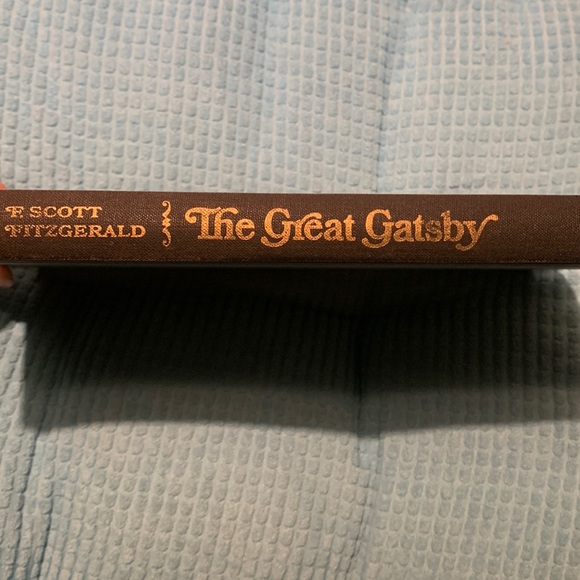 F. SCOTT
FITZGERALD
The Great Gatsby